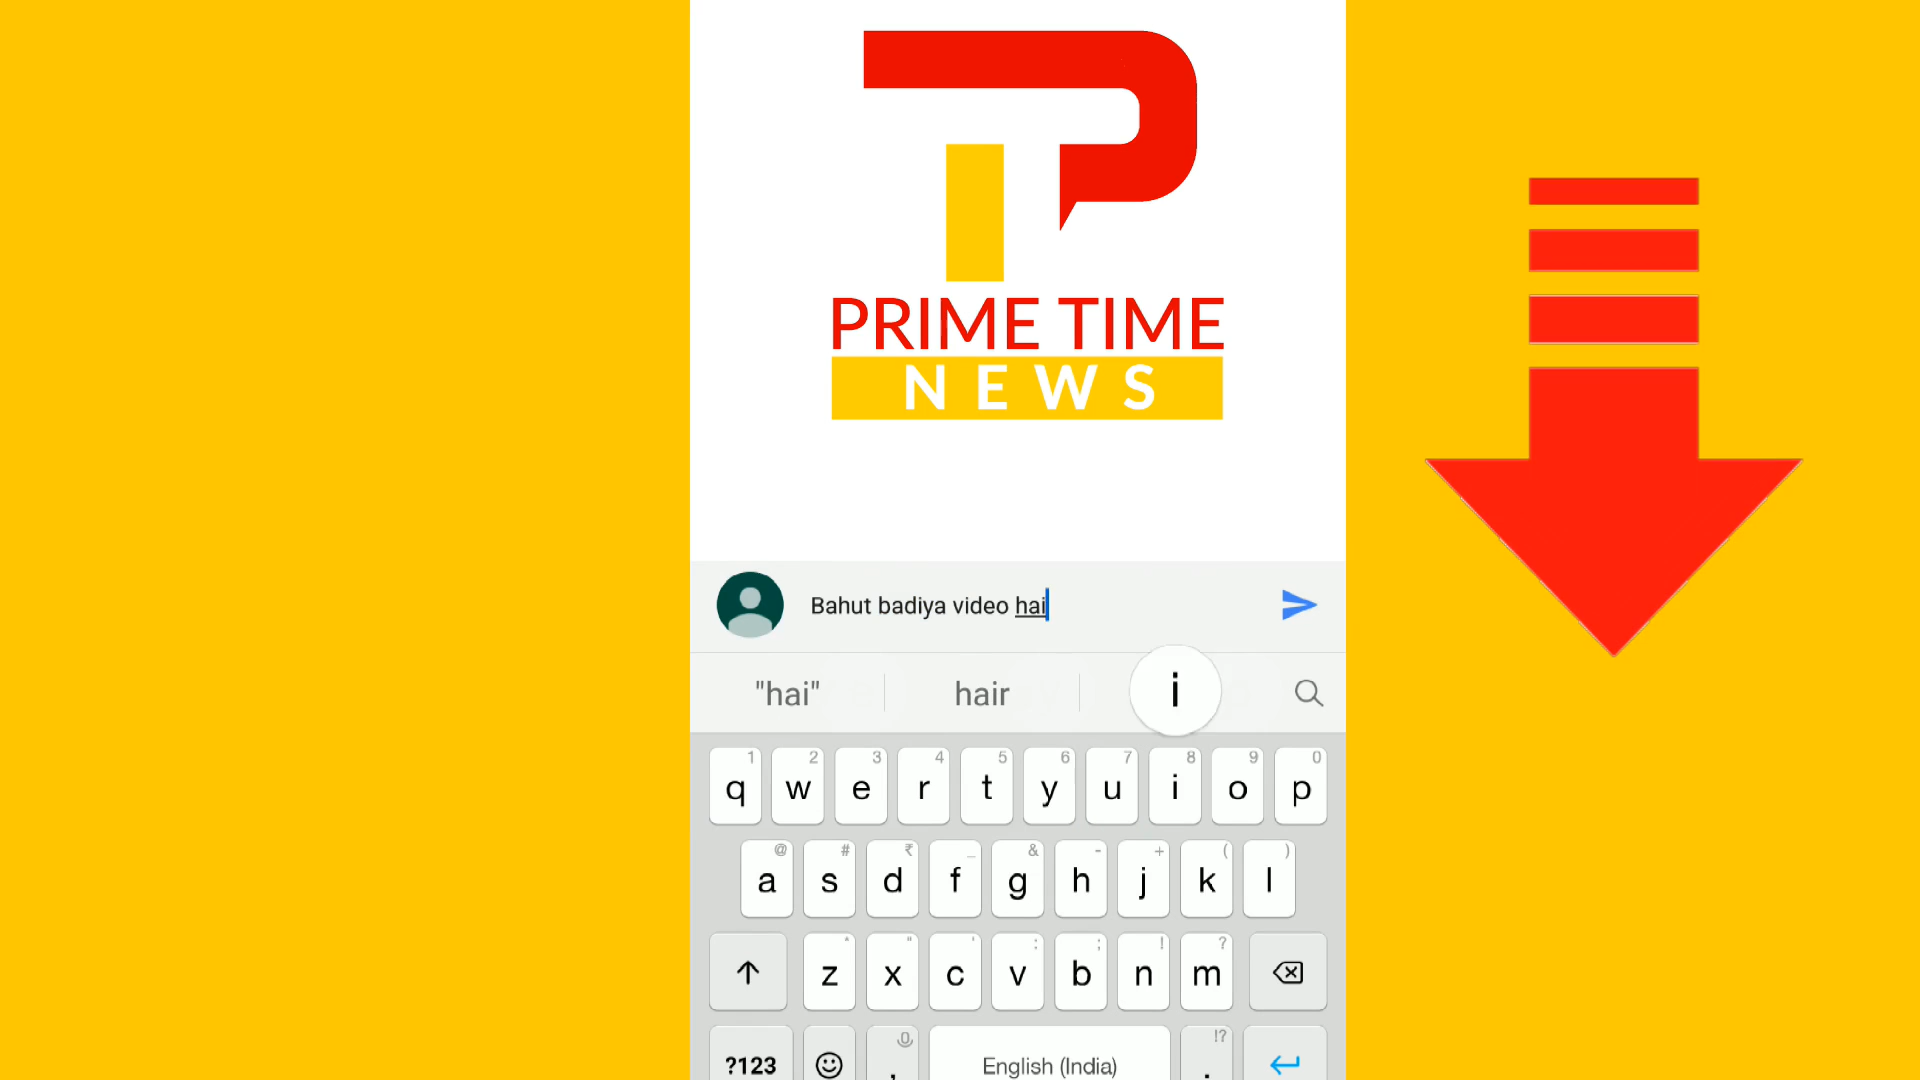 PRIME TIME
NEWS
Bahut badiya video hai
"hai" hair i
1 2 3 4 5 6 7 8 9 0
q w e r t y u i o p
@ # ₹ _ & - + ( )
a s d f g h j k l
* " ' : ; ! ?
z x c v b n m
!?
?123 , English (India) .